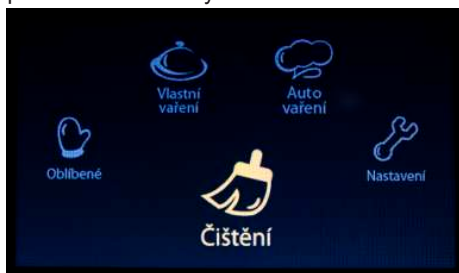 Vlastní
vaření
Auto
vaření
Oblíbené
Nastavení
Čištění